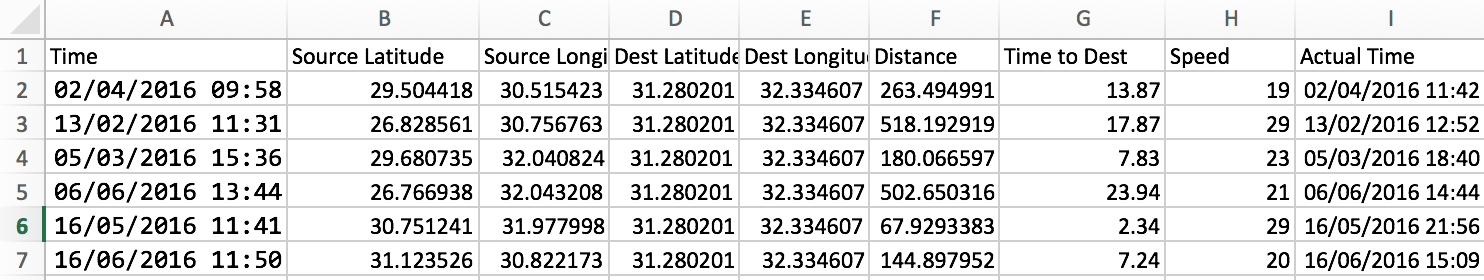 A B C D E F G H I
1 Time Source Latitude Source Longi Dest Latitude Dest Longitu Distance Time to Dest Speed Actual Time
2 02/04/2016 09:58 29.504418 30.515423 31.280201 32.334607 263.494991 13.87 19 02/04/2016 11:42
3 13/02/2016 11:31 26.828561 30.756763 31.280201 32.334607 518.192919 17.87 29 13/02/2016 12:52
4 05/03/2016 15:36 29.680735 32.040824 31.280201 32.334607 180.066597 7.83 23 05/03/2016 18:40
5 06/06/2016 13:44 26.766938 32.043208 31.280201 32.334607 502.650316 23.94 21 06/06/2016 14:44
6 16/05/2016 11:41 30.751241 31.977998 31.280201 32.334607 67.9293383 2.34 29 16/05/2016 21:56
7 16/06/2016 11:50 31.123526 30.822173 31.280201 32.334607 144.897952 7.24 20 16/06/2016 15:09